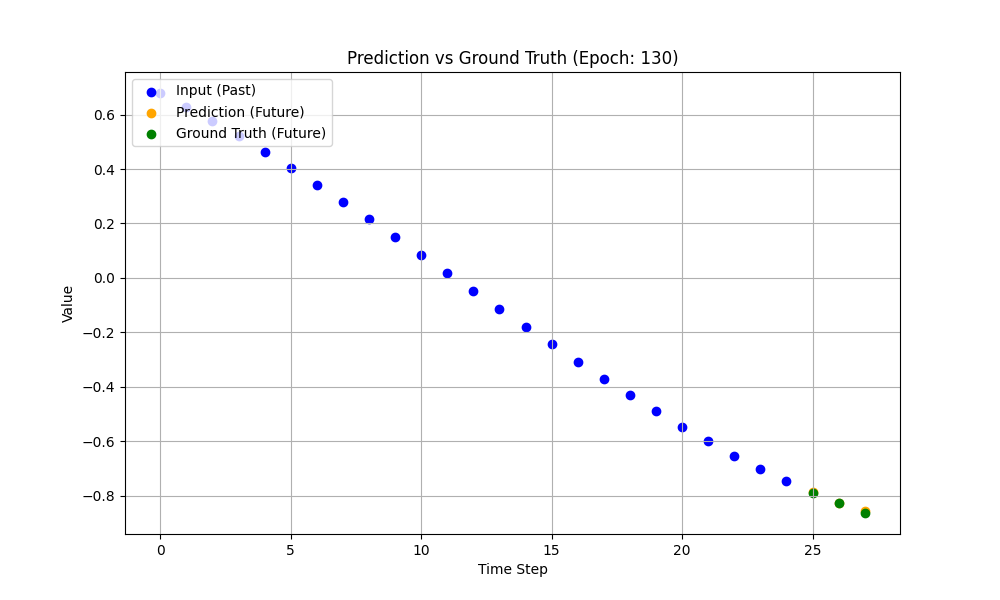 Prediction vs Ground Truth (Epoch: 130)
Input (Past)
Prediction (Future)
Ground Truth (Future)
0.6
0.4
0.2
0.0
−0.2
−0.4
−0.6
−0.8
Value
0 5 10 15 20 25
Time Step